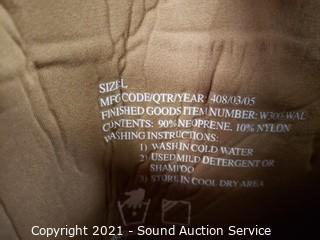 SIZE:L
MFG CODE/QTR/YEAR: 408/03/05
FINISHED GOODS ITEM NUMBER: W300-WAL
CONTENTS: 90% NEOPRENE, 10% NYLON
WASHING INSTRUCTIONS:
1) WASH IN COLD WATER
2) USED MILD DETERGENT OR
SHAMPOO
3) STORE IN COOL DRY AREA
Copyright 2021 - Sound Auction Service